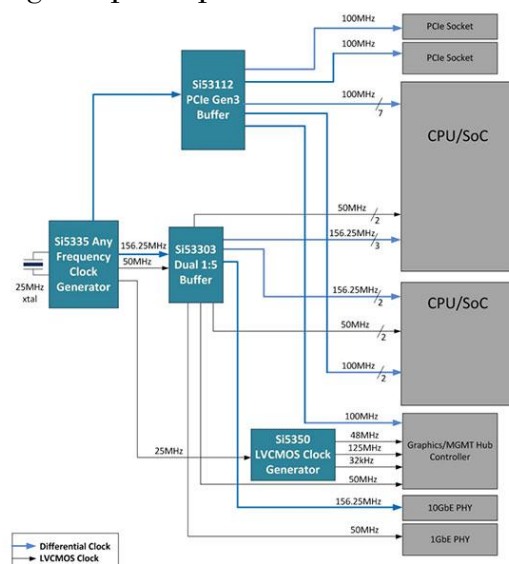 100MHz
PCIe Socket
100MHz
PCIe Socket
Si53112
PCIe Gen3
Buffer
100MHz
7
CPU/SoC
50MHz
2
Si5335 Any
Frequency
Clock
Generator
156.25MHz
50MHz
Si53303
Dual 1:5
Buffer
156.25MHz
3
25MHz
xtal
156.25MHz
2
CPU/SoC
50MHz
2
100MHz
2
100MHz
25MHz
Si5350
LVCMOS Clock
Generator
48MHz
125MHz
32kHz
Graphics/MGMT Hub
Controller
50MHz
156.25MHz
10GbE PHY
50MHz
1GbE PHY
Differential Clock
LVCMOS Clock